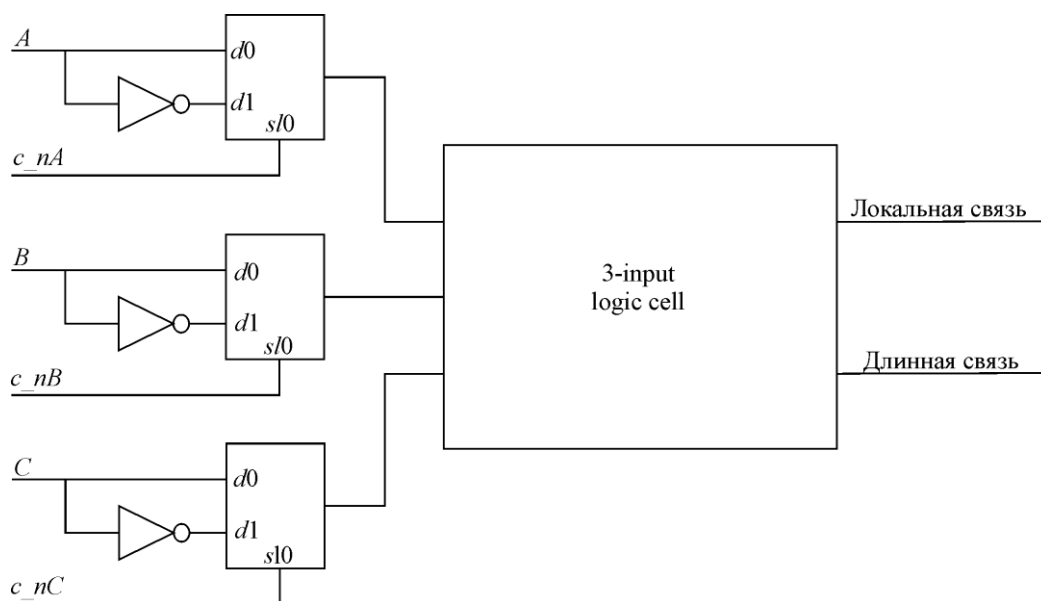 A
d0
d1
sl0
c_nA
B
d0
d1
sl0
c_nB
C
d0
d1
sl0
c_nC
3-input
logic cell
Локальная связь
Длинная связь